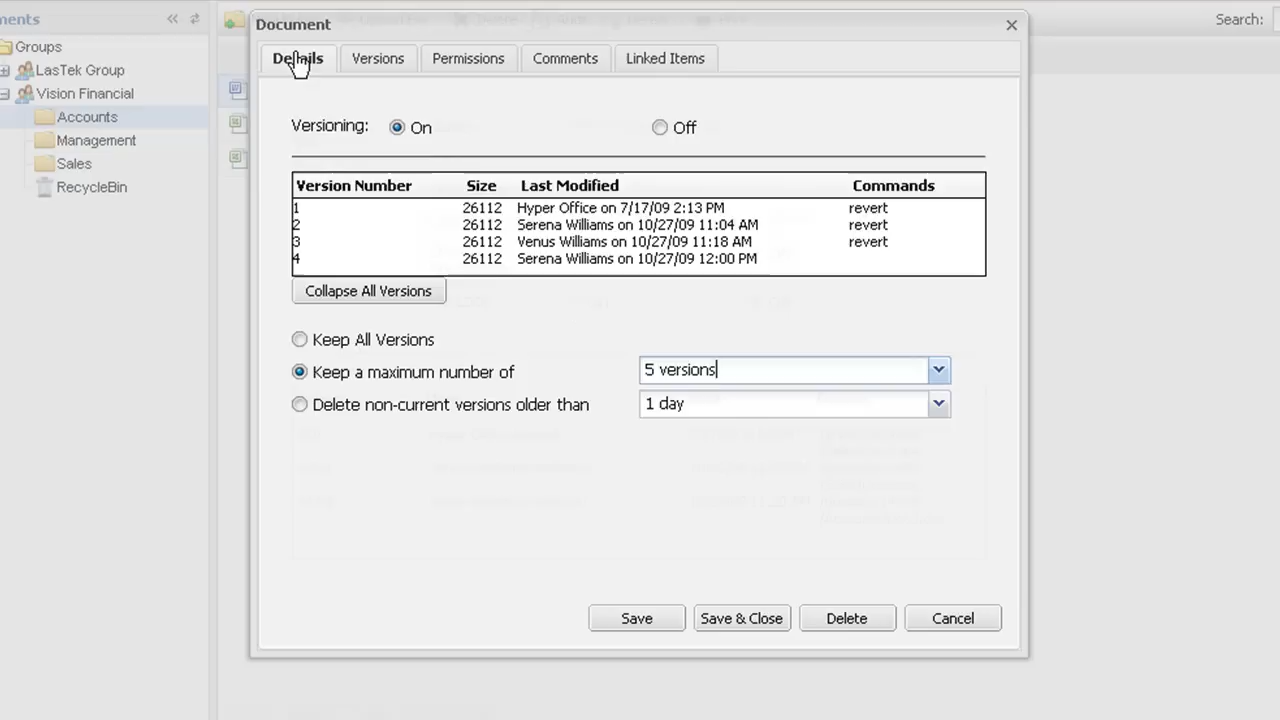 ments
Search:
Groups
LasTek Group
Vision Financial
Accounts
Management
Sales
RecycleBin
Document
Details
Versions
Permissions
Comments
Linked Items
Versioning:
On
Off
Version Number Size Last Modified Commands
1 26112 Hyper Office on 7/17/09 2:13 PM revert
2 26112 Serena Williams on 10/27/09 11:04 AM revert
3 26112 Venus Williams on 10/27/09 11:18 AM revert
4 26112 Serena Williams on 10/27/09 12:00 PM
Collapse All Versions
Keep All Versions
Keep a maximum number of 5 versions
Delete non-current versions older than 1 day
Save
Save & Close
Delete
Cancel